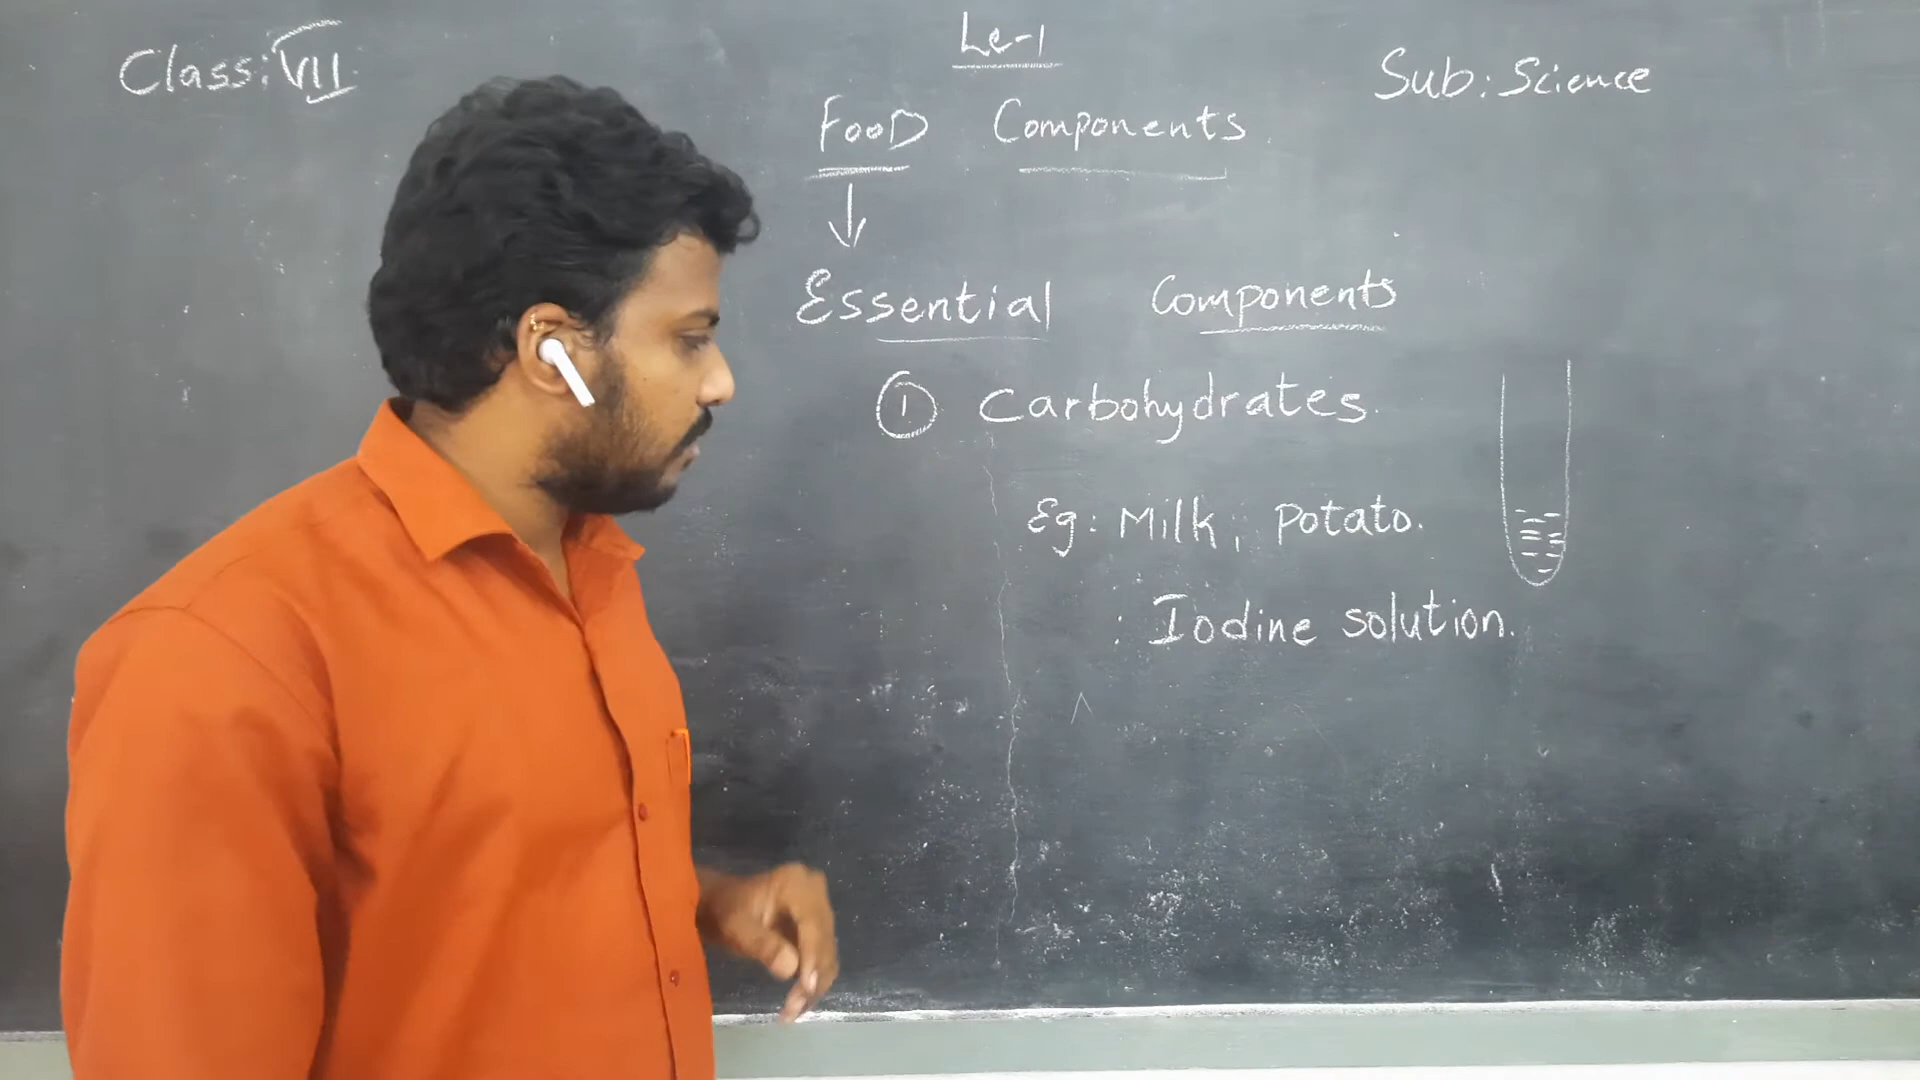 Le-1
Class: VII
Sub: Science
FooD Components
Essential Components
1 Carbohydrates.
Eg: Milk, Potato.
: Iodine solution.